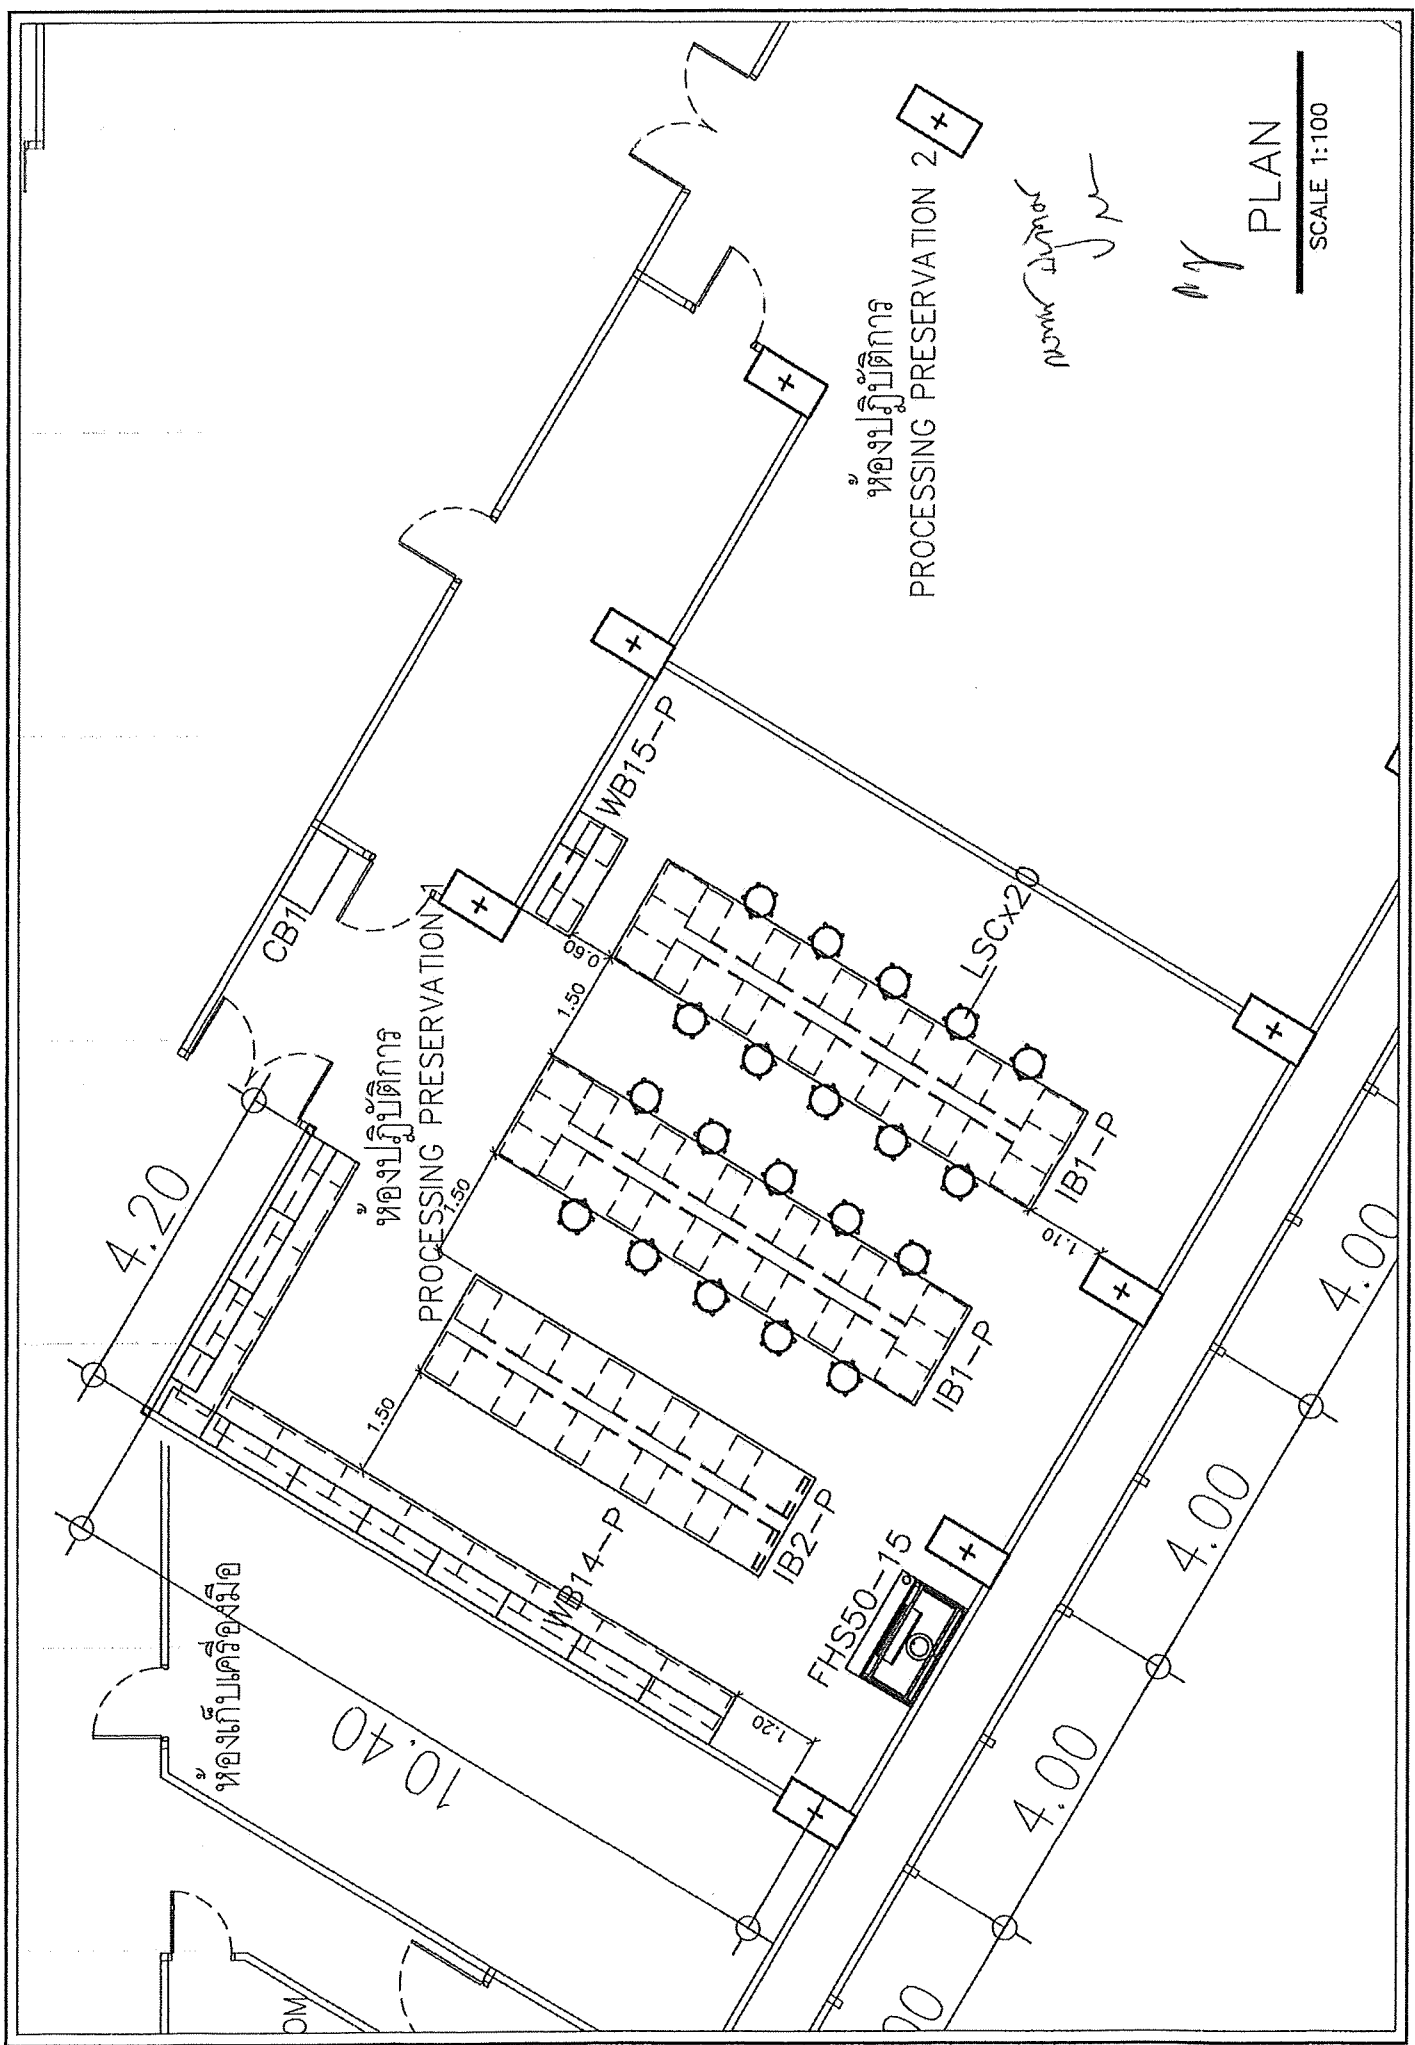 ห้องปฏิบัติการ
PROCESSING PRESERVATION 2
ห้องปฏิบัติการ
PROCESSING PRESERVATION 1
ห้องเก็บเครื่องมือ
CB1
WB15-P
LSCx20
IB1-P
IB1-P
IB2-P
WB14-P
FHS50-15
4.20
10.40
0.60
1.50
1.50
1.50
1.10
1.20
4.00
4.00
4.00
00
OM
PLAN
SCALE 1:100